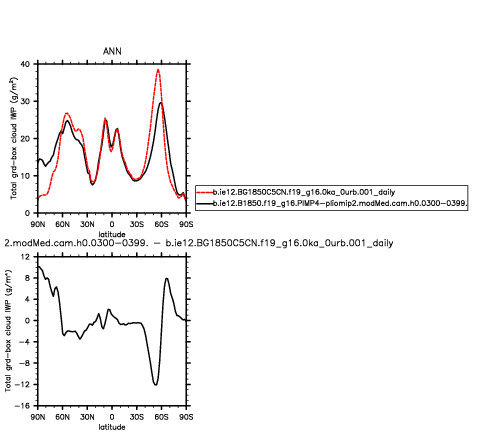 ANN
40
30
20
10
0
Total grd-box cloud IWP (g/m²)
90N 60N 30N 0 30S 60S 90S
latitude
b.ie12.BG1850C5CN.f19_g16.0ka_0urb.001_daily
b.ie12.B1850.f19_g16.PIMP4-pliomip2.modMed.cam.h0.0300-0399.
2.modMed.cam.h0.0300-0399. - b.ie12.BG1850C5CN.f19_g16.0ka_0urb.001_daily
12
8
4
0
-4
-8
-12
-16
Total grd-box cloud IWP (g/m²)
90N 60N 30N 0 30S 60S 90S
latitude